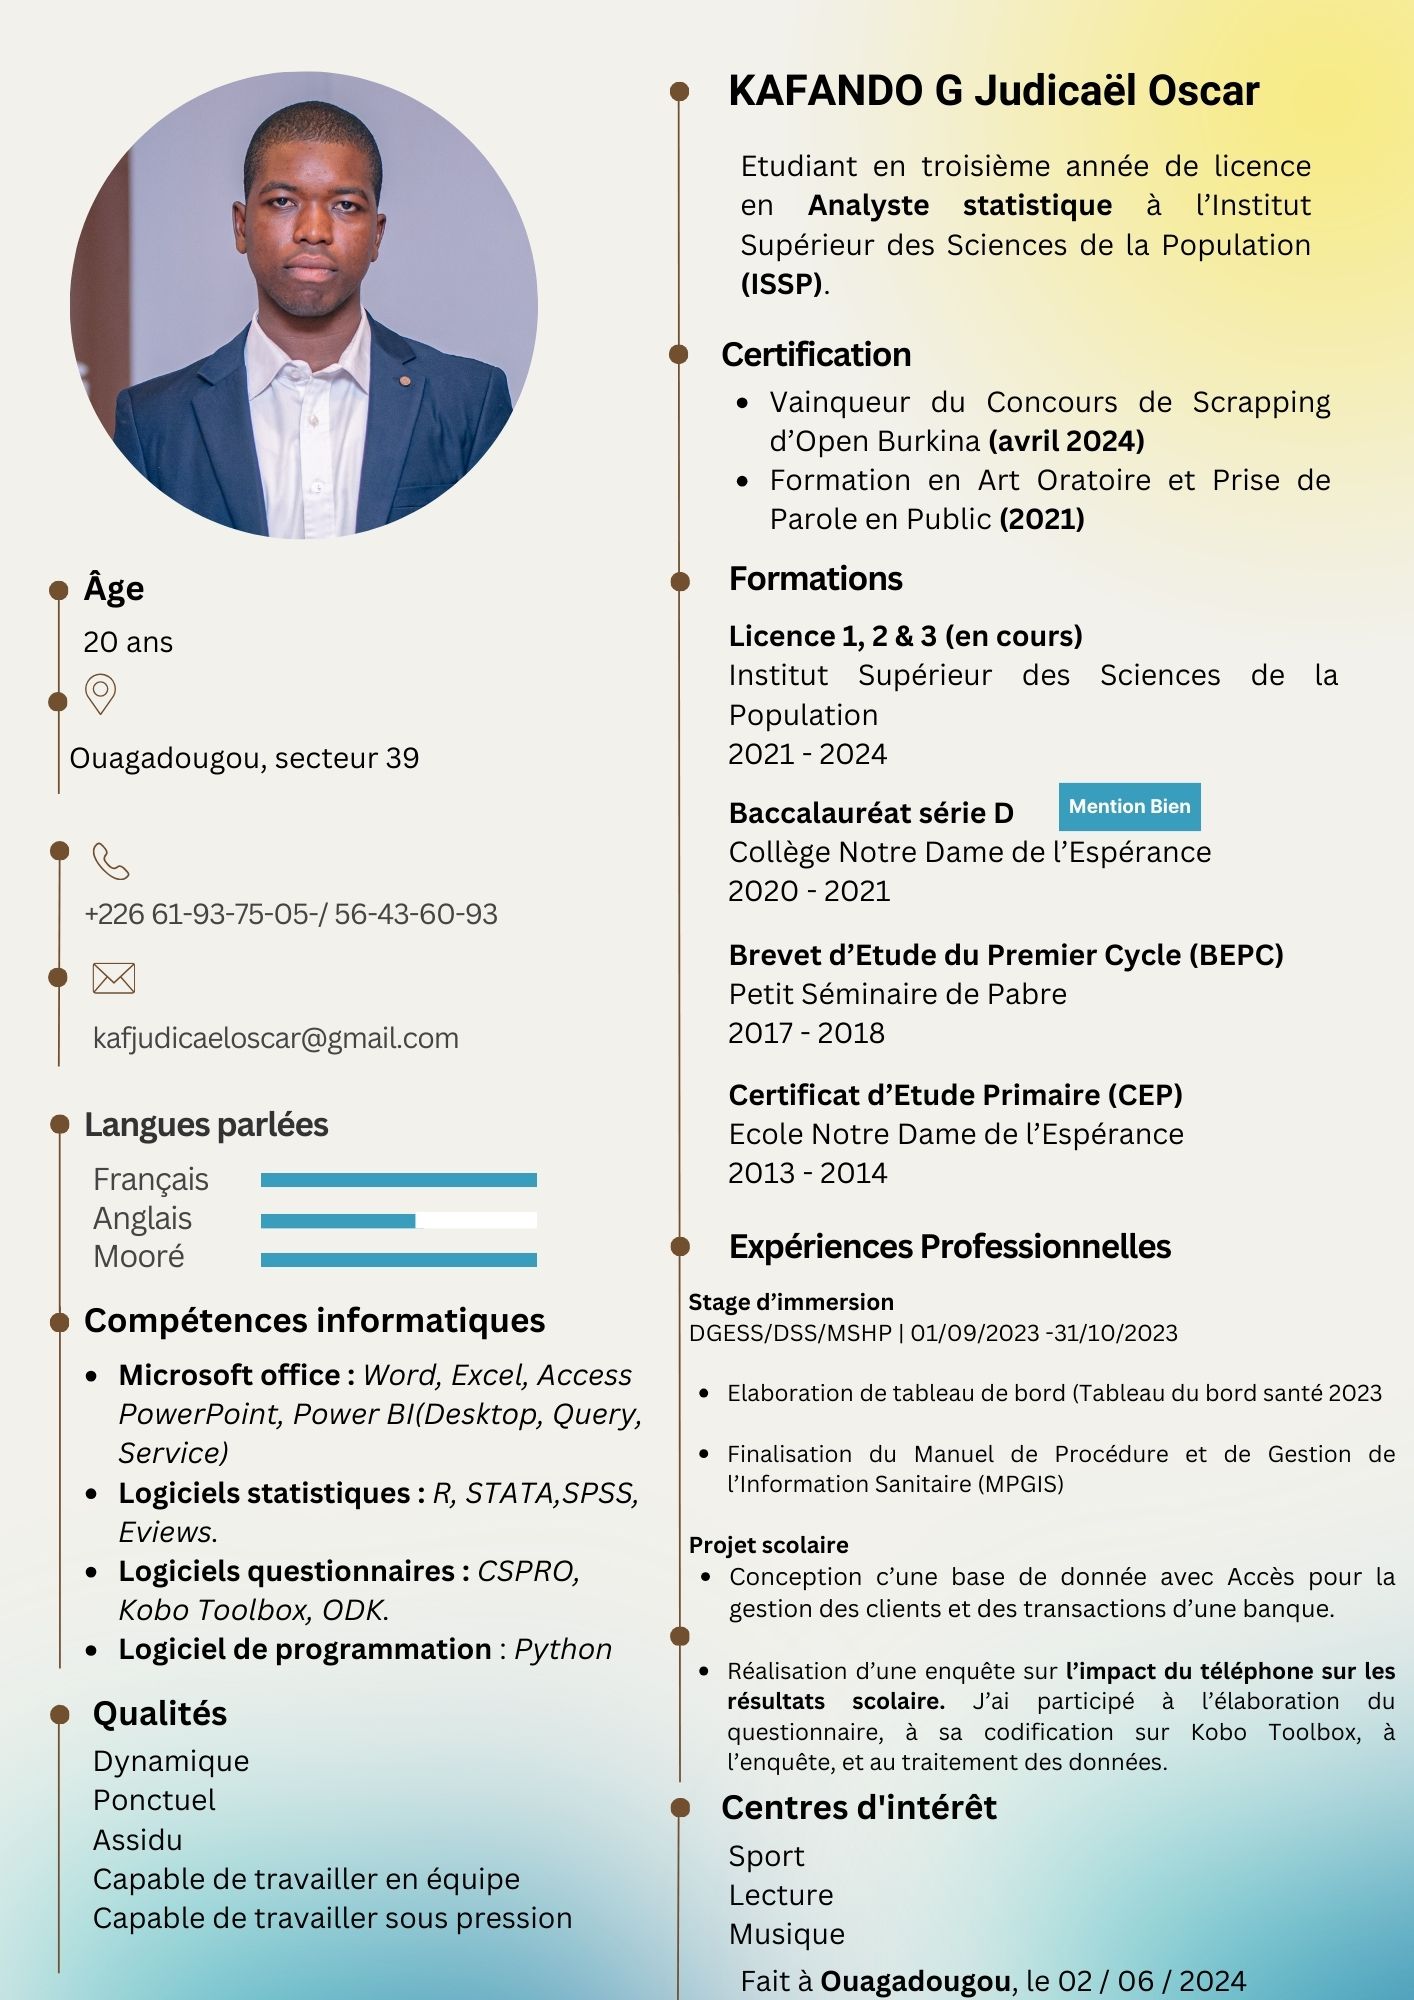 KAFANDO G Judicaël Oscar
Etudiant en troisième année de licence
en Analyste statistique à l’Institut
Supérieur des Sciences de la Population
(ISSP).
Certification
Vainqueur du Concours de Scrapping
d’Open Burkina (avril 2024)
Formation en Art Oratoire et Prise de
Parole en Public (2021)
Formations
Licence 1, 2 & 3 (en cours)
Institut Supérieur des Sciences de la
Population
2021 - 2024
Baccalauréat série D
Mention Bien
Collège Notre Dame de l’Espérance
2020 - 2021
Brevet d’Etude du Premier Cycle (BEPC)
Petit Séminaire de Pabre
2017 - 2018
Certificat d’Etude Primaire (CEP)
Ecole Notre Dame de l’Espérance
2013 - 2014
Expériences Professionnelles
Stage d’immersion
DGESS/DSS/MSHP | 01/09/2023 -31/10/2023
Elaboration de tableau de bord (Tableau du bord santé 2023
Finalisation du Manuel de Procédure et de Gestion de
l’Information Sanitaire (MPGIS)
Projet scolaire
Conception c’une base de donnée avec Accès pour la
gestion des clients et des transactions d’une banque.
Réalisation d’une enquête sur l’impact du téléphone sur les
résultats scolaire. J’ai participé à l’élaboration du
questionnaire, à sa codification sur Kobo Toolbox, à
l’enquête, et au traitement des données.
Centres d'intérêt
Sport
Lecture
Musique
Fait à Ouagadougou, le 02 / 06 / 2024
Âge
20 ans
Ouagadougou, secteur 39
+226 61-93-75-05-/ 56-43-60-93
kafjudicaeloscar@gmail.com
Langues parlées
Français
Anglais
Mooré
Compétences informatiques
Microsoft office : Word, Excel, Access
PowerPoint, Power BI(Desktop, Query,
Service)
Logiciels statistiques : R, STATA,SPSS,
Eviews.
Logiciels questionnaires : CSPRO,
Kobo Toolbox, ODK.
Logiciel de programmation : Python
Qualités
Dynamique
Ponctuel
Assidu
Capable de travailler en équipe
Capable de travailler sous pression